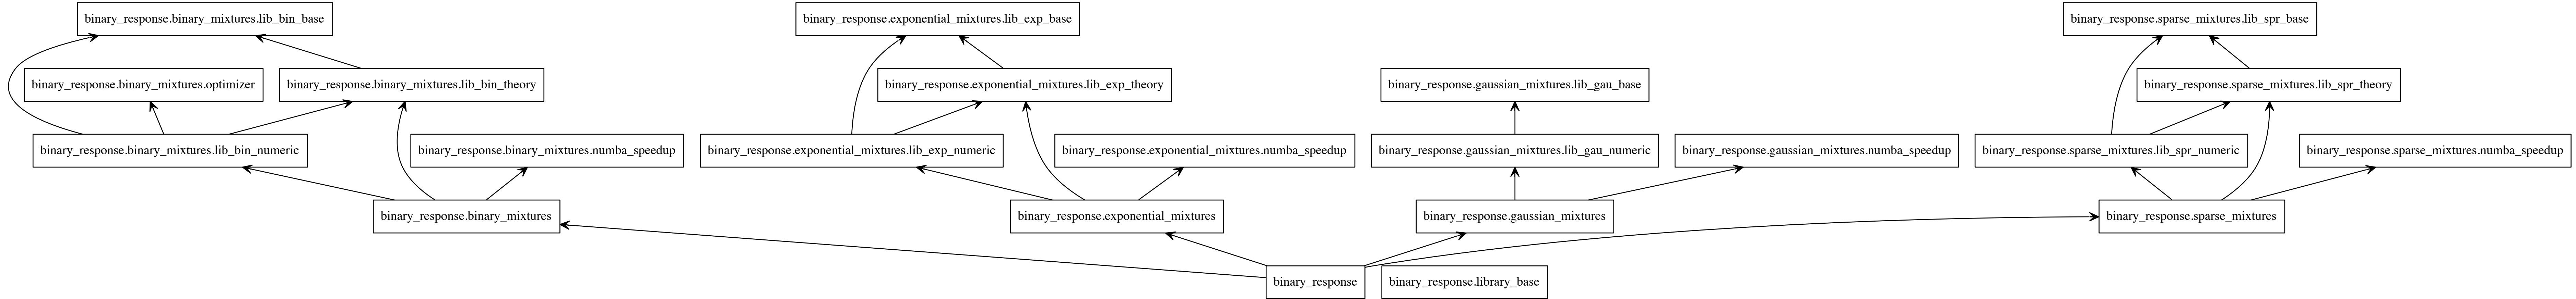 binary_response.binary_mixtures.lib_bin_base
binary_response.exponential_mixtures.lib_exp_base
binary_response.sparse_mixtures.lib_spr_base
binary_response.binary_mixtures.optimizer
binary_response.binary_mixtures.lib_bin_theory
binary_response.exponential_mixtures.lib_exp_theory
binary_response.gaussian_mixtures.lib_gau_base
binary_response.sparse_mixtures.lib_spr_theory
binary_response.binary_mixtures.lib_bin_numeric
binary_response.binary_mixtures.numba_speedup
binary_response.exponential_mixtures.lib_exp_numeric
binary_response.exponential_mixtures.numba_speedup
binary_response.gaussian_mixtures.lib_gau_numeric
binary_response.gaussian_mixtures.numba_speedup
binary_response.sparse_mixtures.lib_spr_numeric
binary_response.sparse_mixtures.numba_speedup
binary_response.binary_mixtures
binary_response.exponential_mixtures
binary_response.gaussian_mixtures
binary_response.sparse_mixtures
binary_response
binary_response.library_base